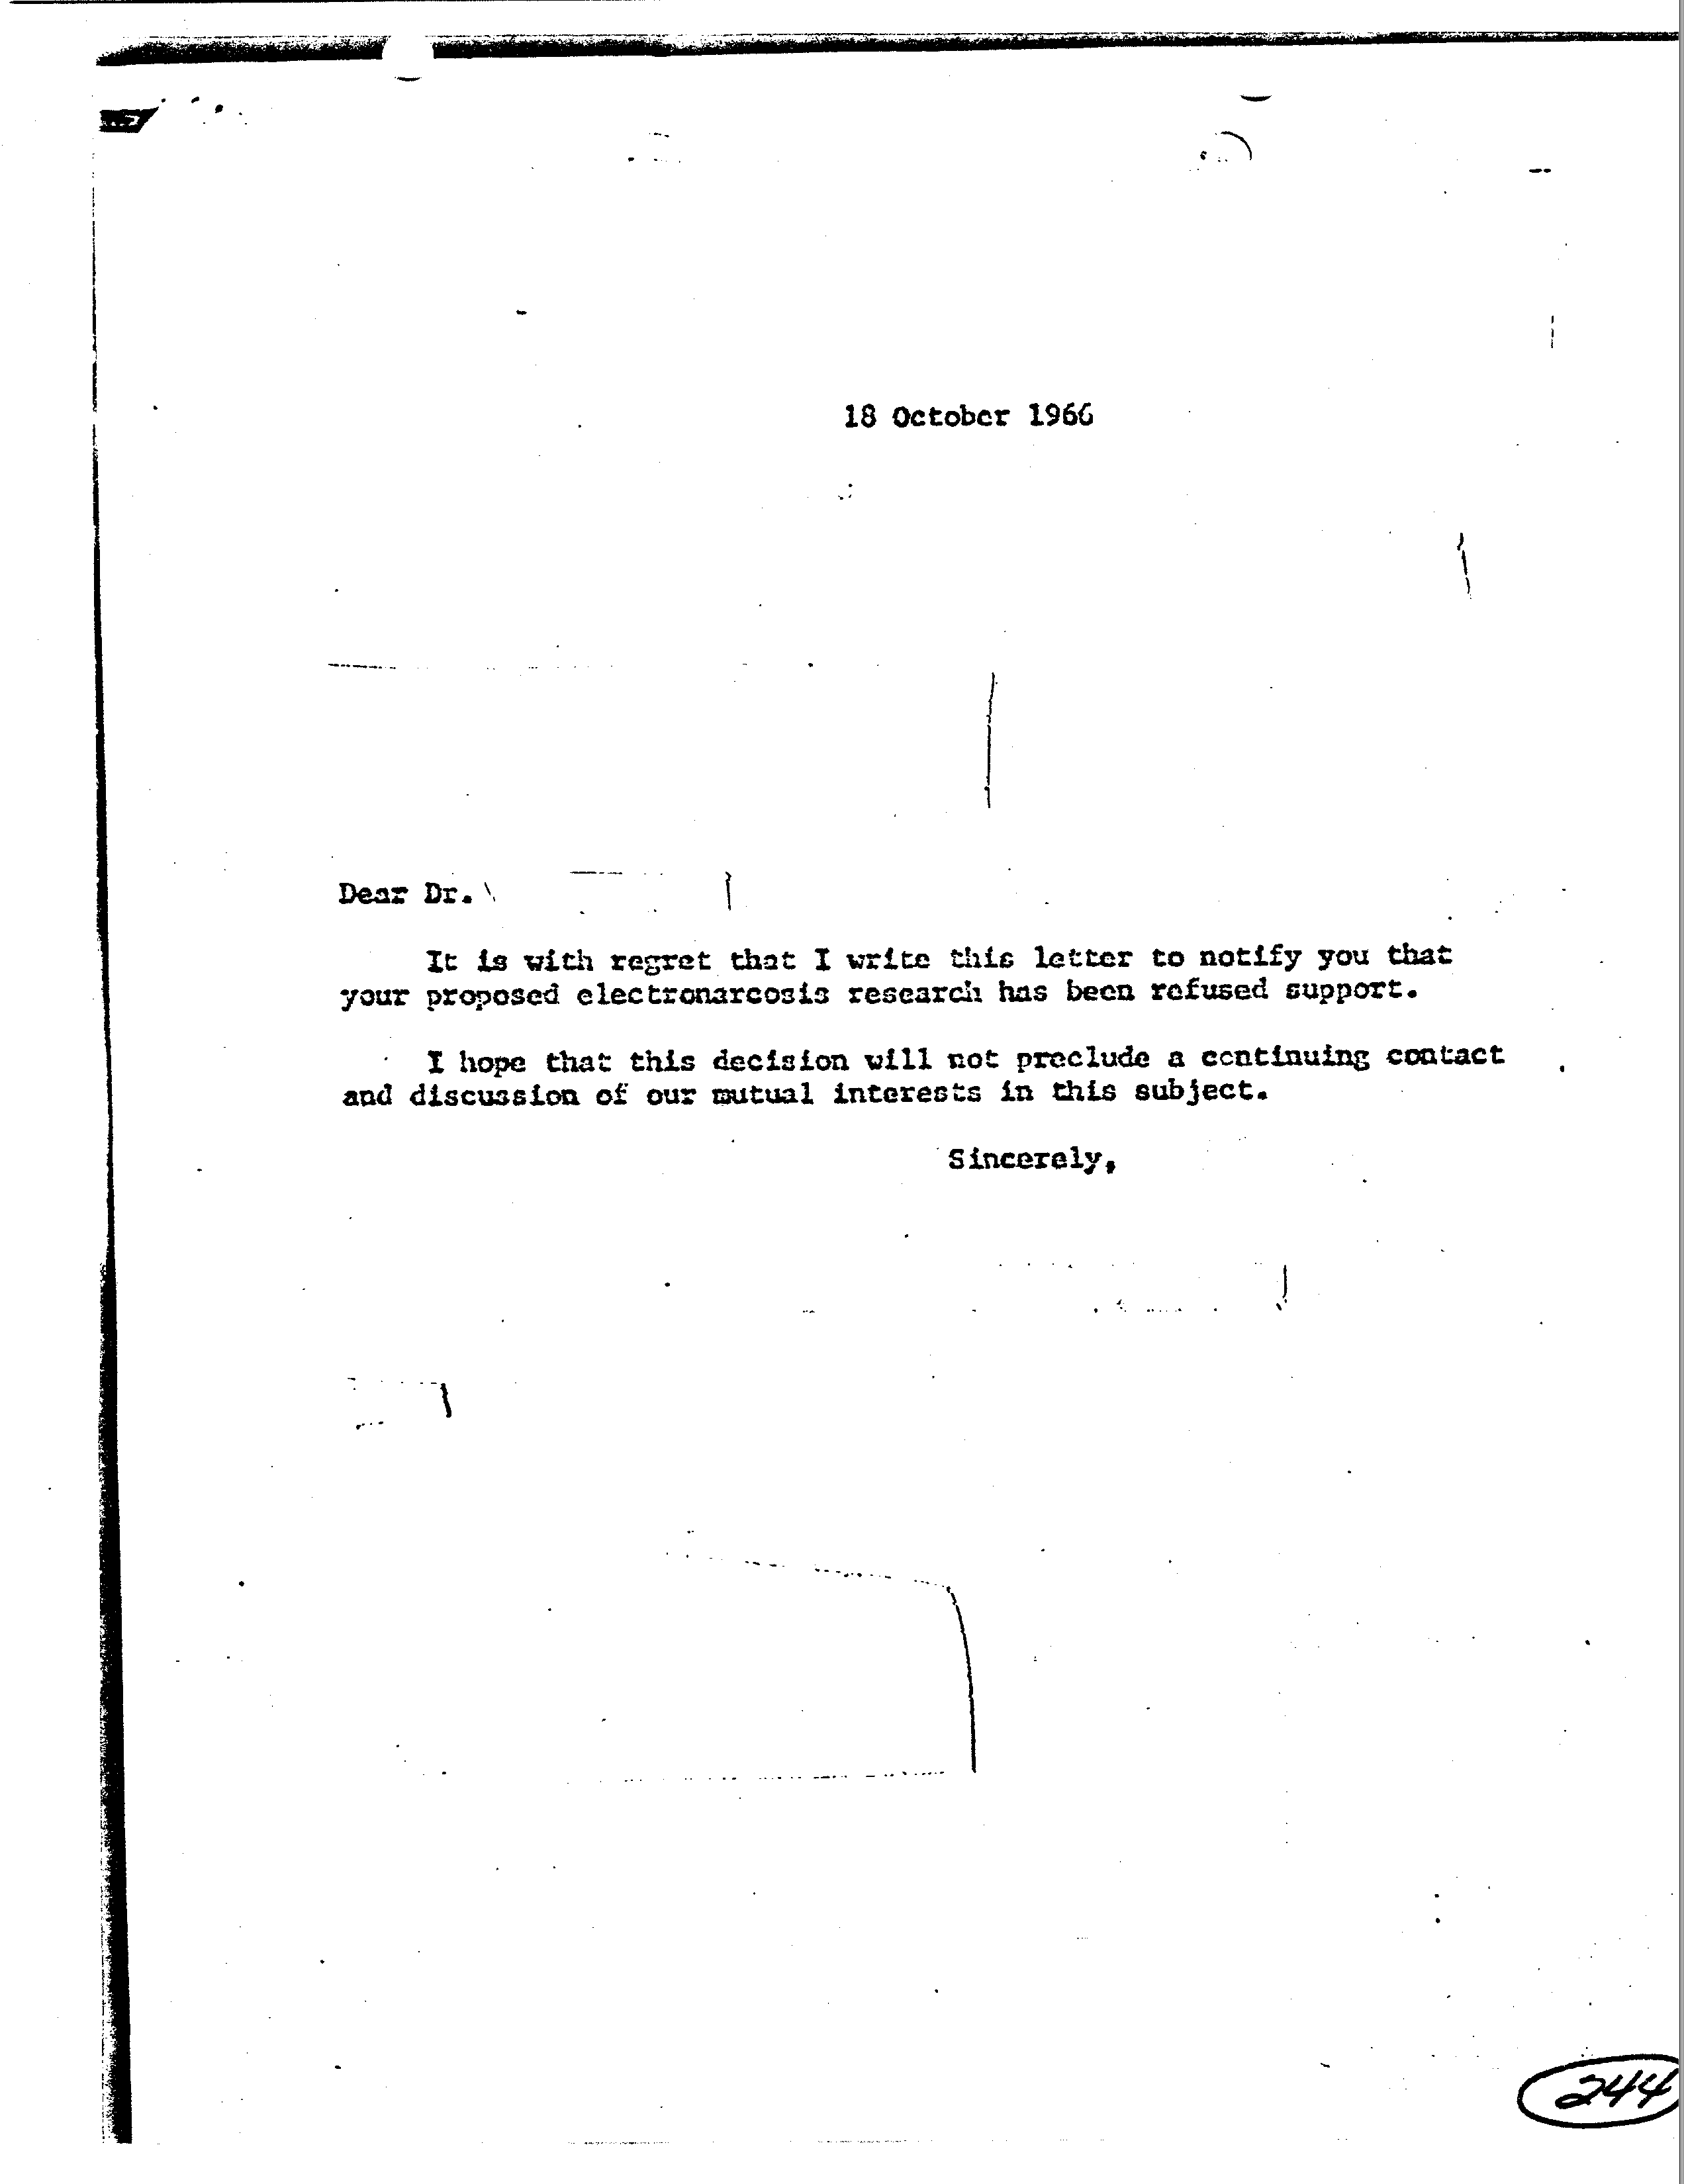 18 October 1966
Dear Dr.
It is with regret that I write this letter to notify you that
your proposed electronarcosis research has been refused support.
I hope that this decision will not preclude a continuing contact
and discussion of our mutual interests in this subject.
Sincerely,
244